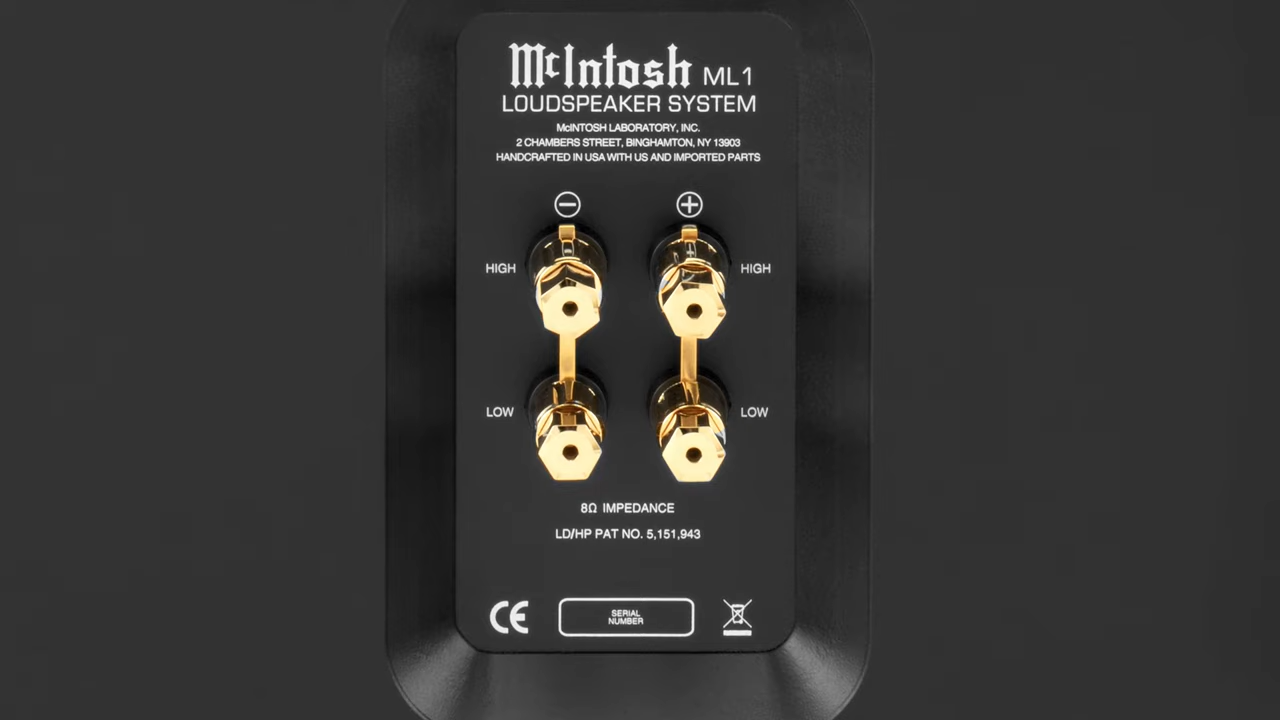 McIntosh ML1
LOUDSPEAKER SYSTEM
McINTOSH LABORATORY, INC.
2 CHAMBERS STREET, BINGHAMTON, NY 13903
HANDCRAFTED IN USA WITH US AND IMPORTED PARTS
− +
HIGH HIGH
LOW LOW
8Ω IMPEDANCE
LD/HP PAT NO. 5,151,943
CE
SERIAL
NUMBER